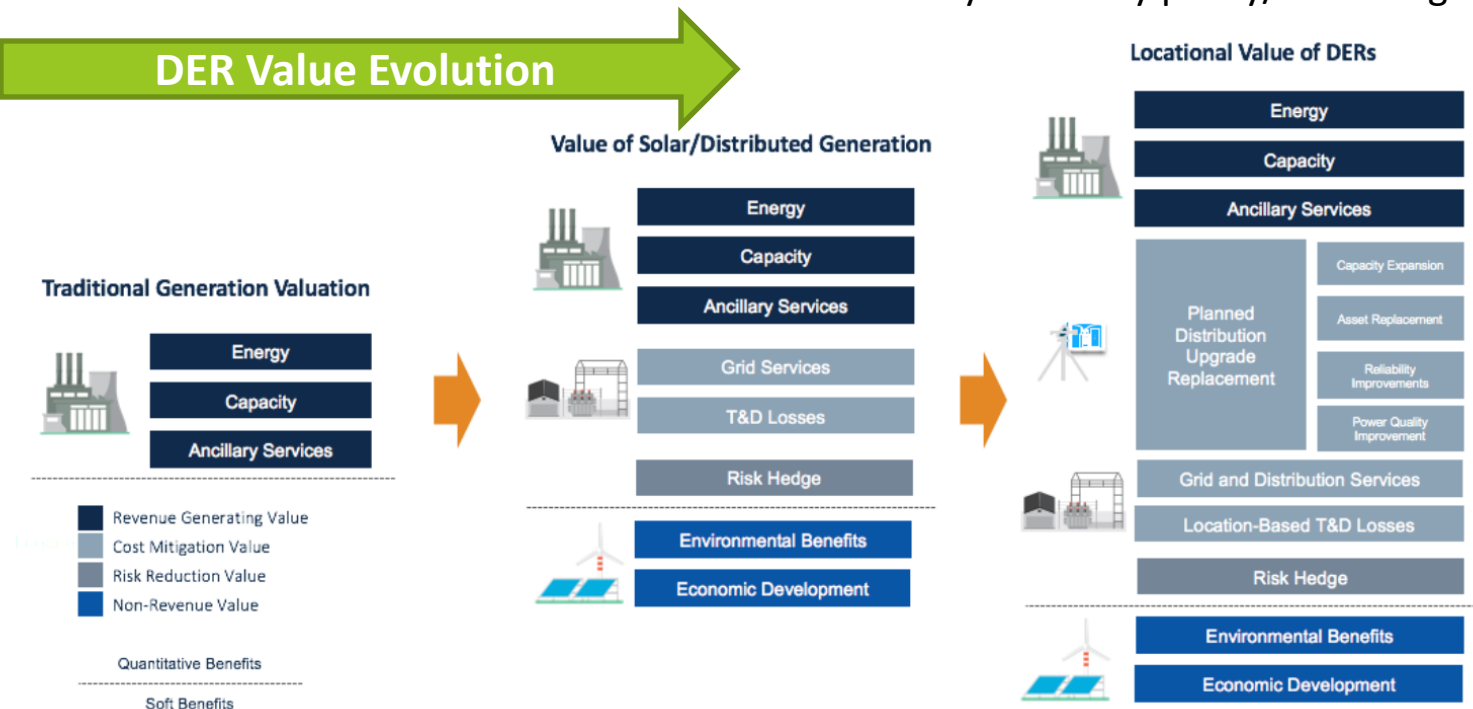 DER Value Evolution
Traditional Generation Valuation
Energy
Capacity
Ancillary Services
Revenue Generating Value
Cost Mitigation Value
Risk Reduction Value
Non-Revenue Value
Quantitative Benefits
Soft Benefits
Value of Solar/Distributed Generation
Energy
Capacity
Ancillary Services
Grid Services
T&D Losses
Risk Hedge
Environmental Benefits
Economic Development
Locational Value of DERs
Energy
Capacity
Ancillary Services
Planned
Distribution
Upgrade
Replacement
Capacity Expansion
Asset Replacement
Reliability
Improvements
Power Quality
Improvement
Grid and Distribution Services
Location-Based T&D Losses
Risk Hedge
Environmental Benefits
Economic Development